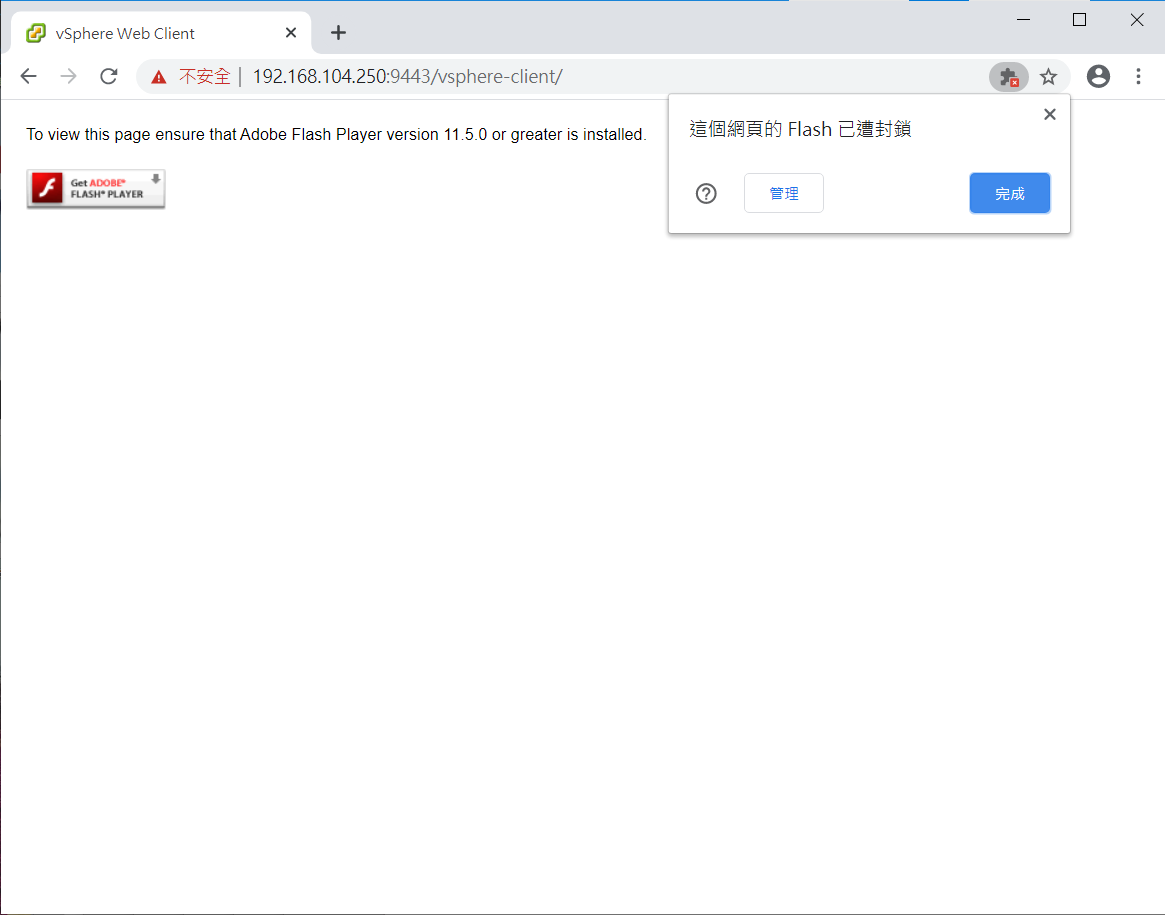 vSphere Web Client
不安全 | 192.168.104.250:9443/vsphere-client/
To view this page ensure that Adobe Flash Player version 11.5.0 or greater is installed.
Get ADOBE®
FLASH® PLAYER
這個網頁的 Flash 已遭封鎖
管理
完成